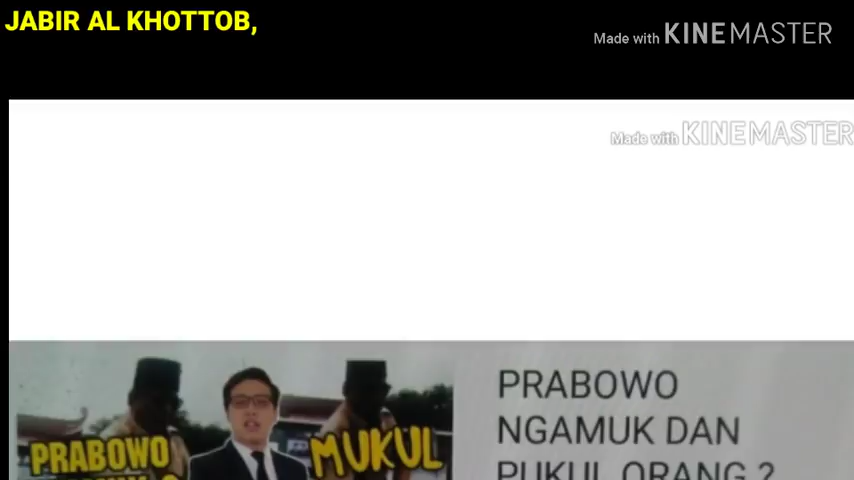 JABIR AL KHOTTOB,
Made with KINEMASTER
Made with KINEMASTER
PRABOWO
MUKUL
PRABOWO
NGAMUK DAN
PUKUL ORANG ?